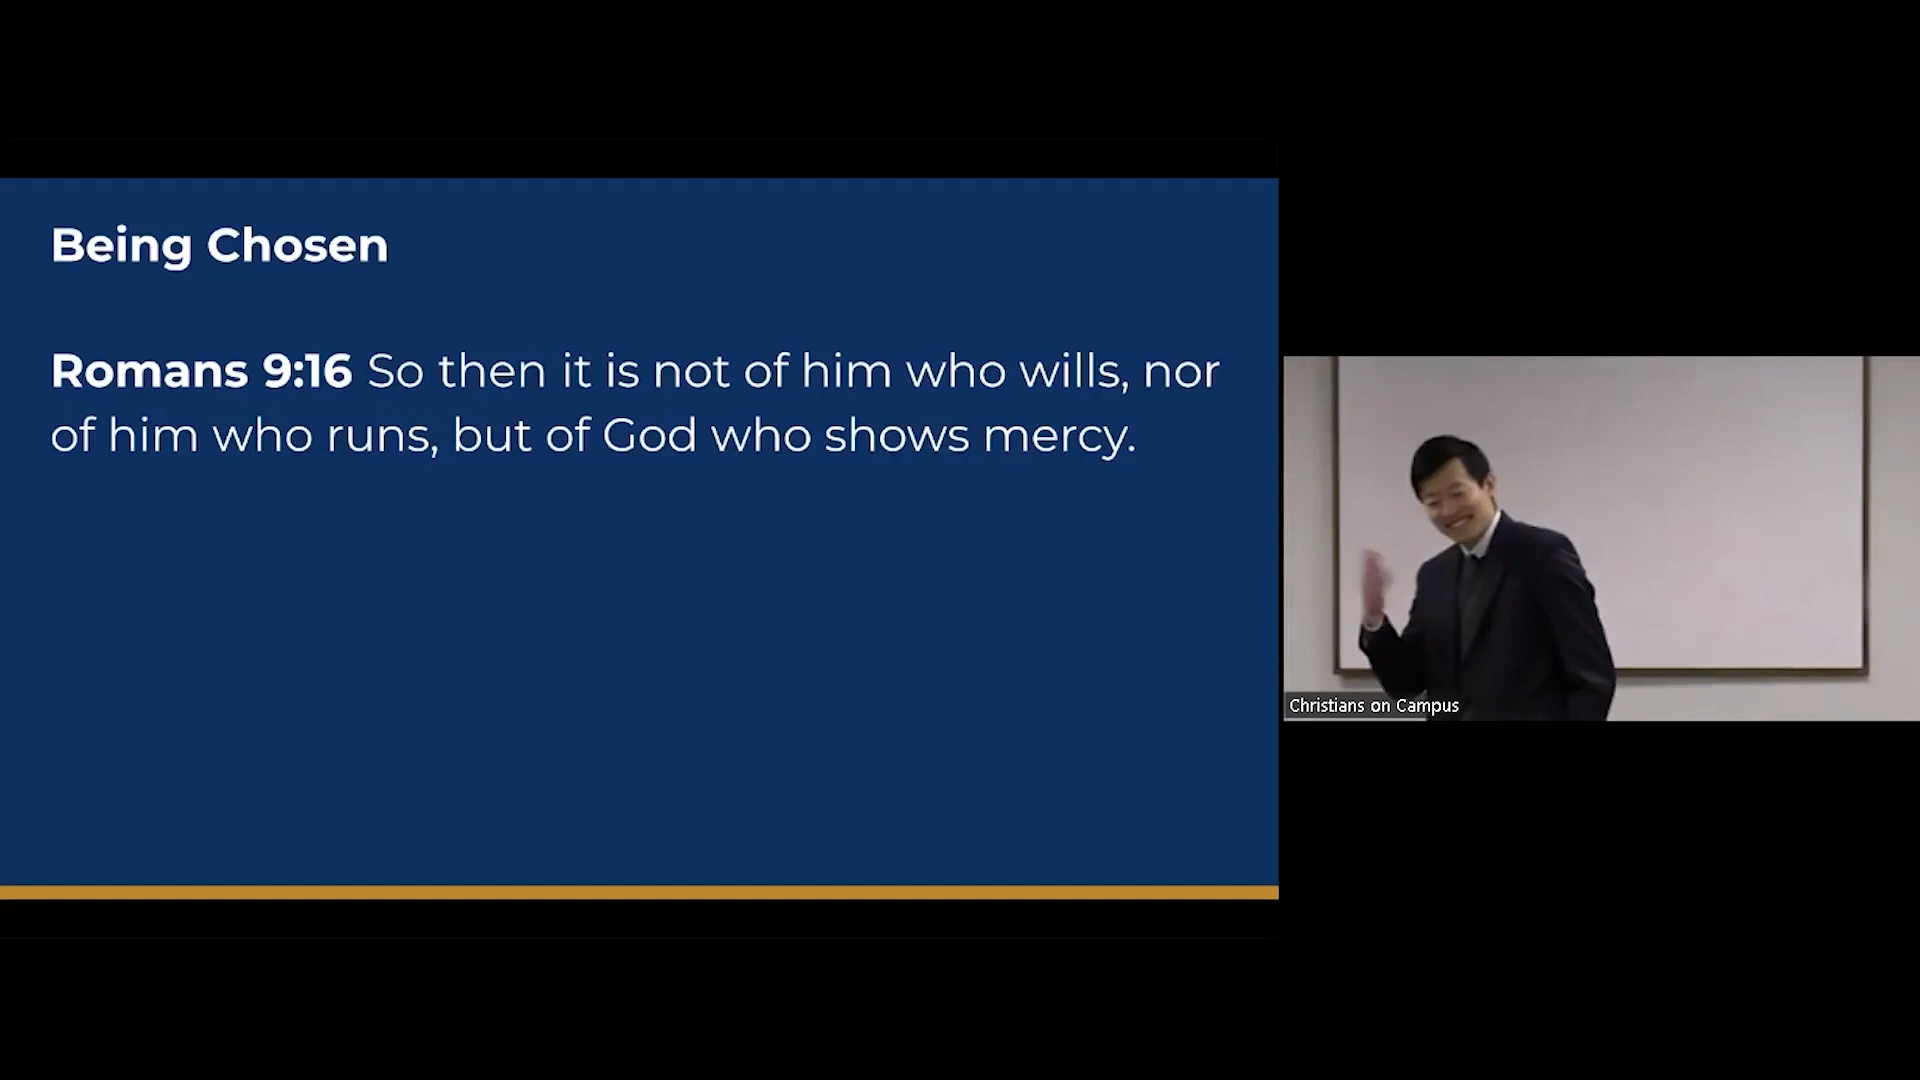 Being Chosen
Romans 9:16 So then it is not of him who wills, nor
of him who runs, but of God who shows mercy.
Christians on Campus